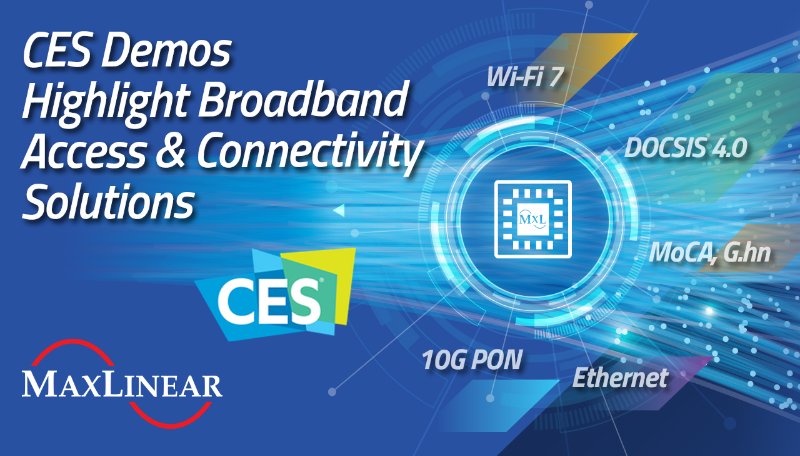 CES Demos
Highlight Broadband
Access & Connectivity
Solutions
Wi-Fi 7
DOCSIS 4.0
MxL
MoCA, G.hn
CES®
10G PON
Ethernet
MAXLINEAR